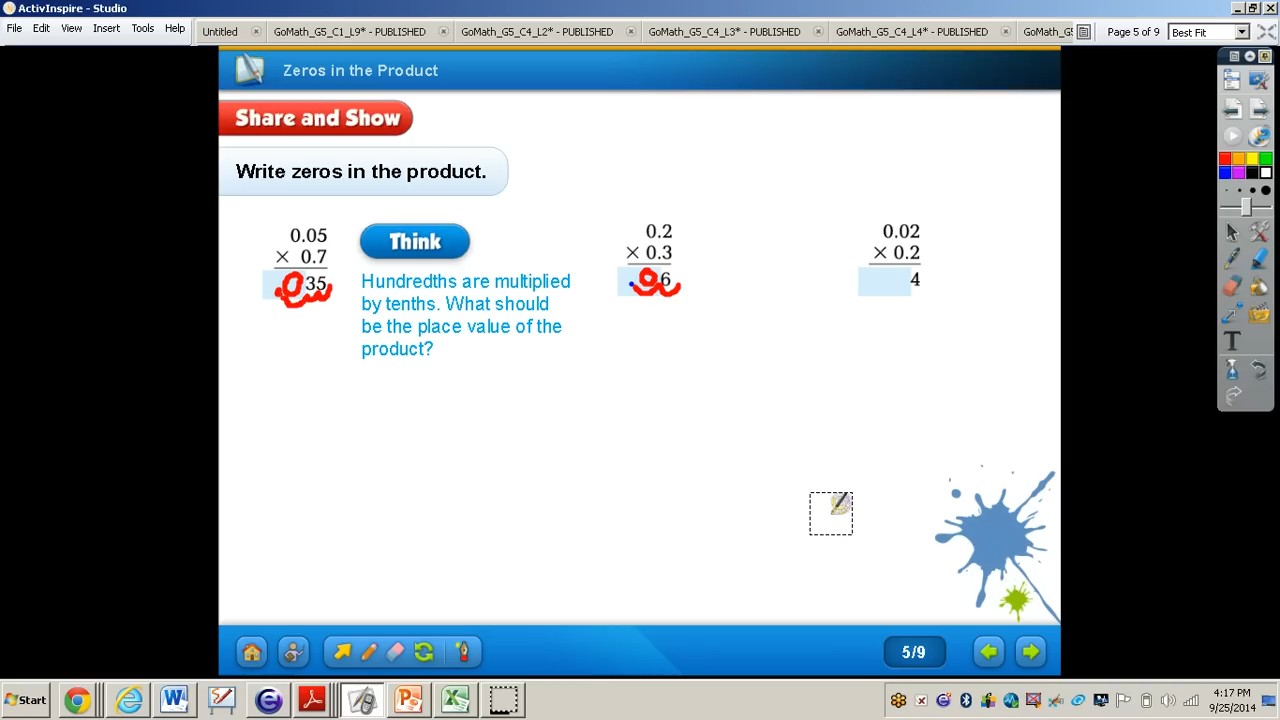 ActivInspire - Studio
File Edit View Insert Tools Help
Untitled GoMath_G5_C1_L9* - PUBLISHED GoMath_G5_C4_L2* - PUBLISHED GoMath_G5_C4_L3* - PUBLISHED GoMath_G5_C4_L4* - PUBLISHED GoMath_G5 Page 5 of 9 Best Fit
Zeros in the Product
Share and Show
Write zeros in the product.
0.05
× 0.7
.035
Think
Hundredths are multiplied
by tenths. What should
be the place value of the
product?
0.2
× 0.3
.06
0.02
× 0.2
4
T
5/9
Start
4:17 PM
9/25/2014